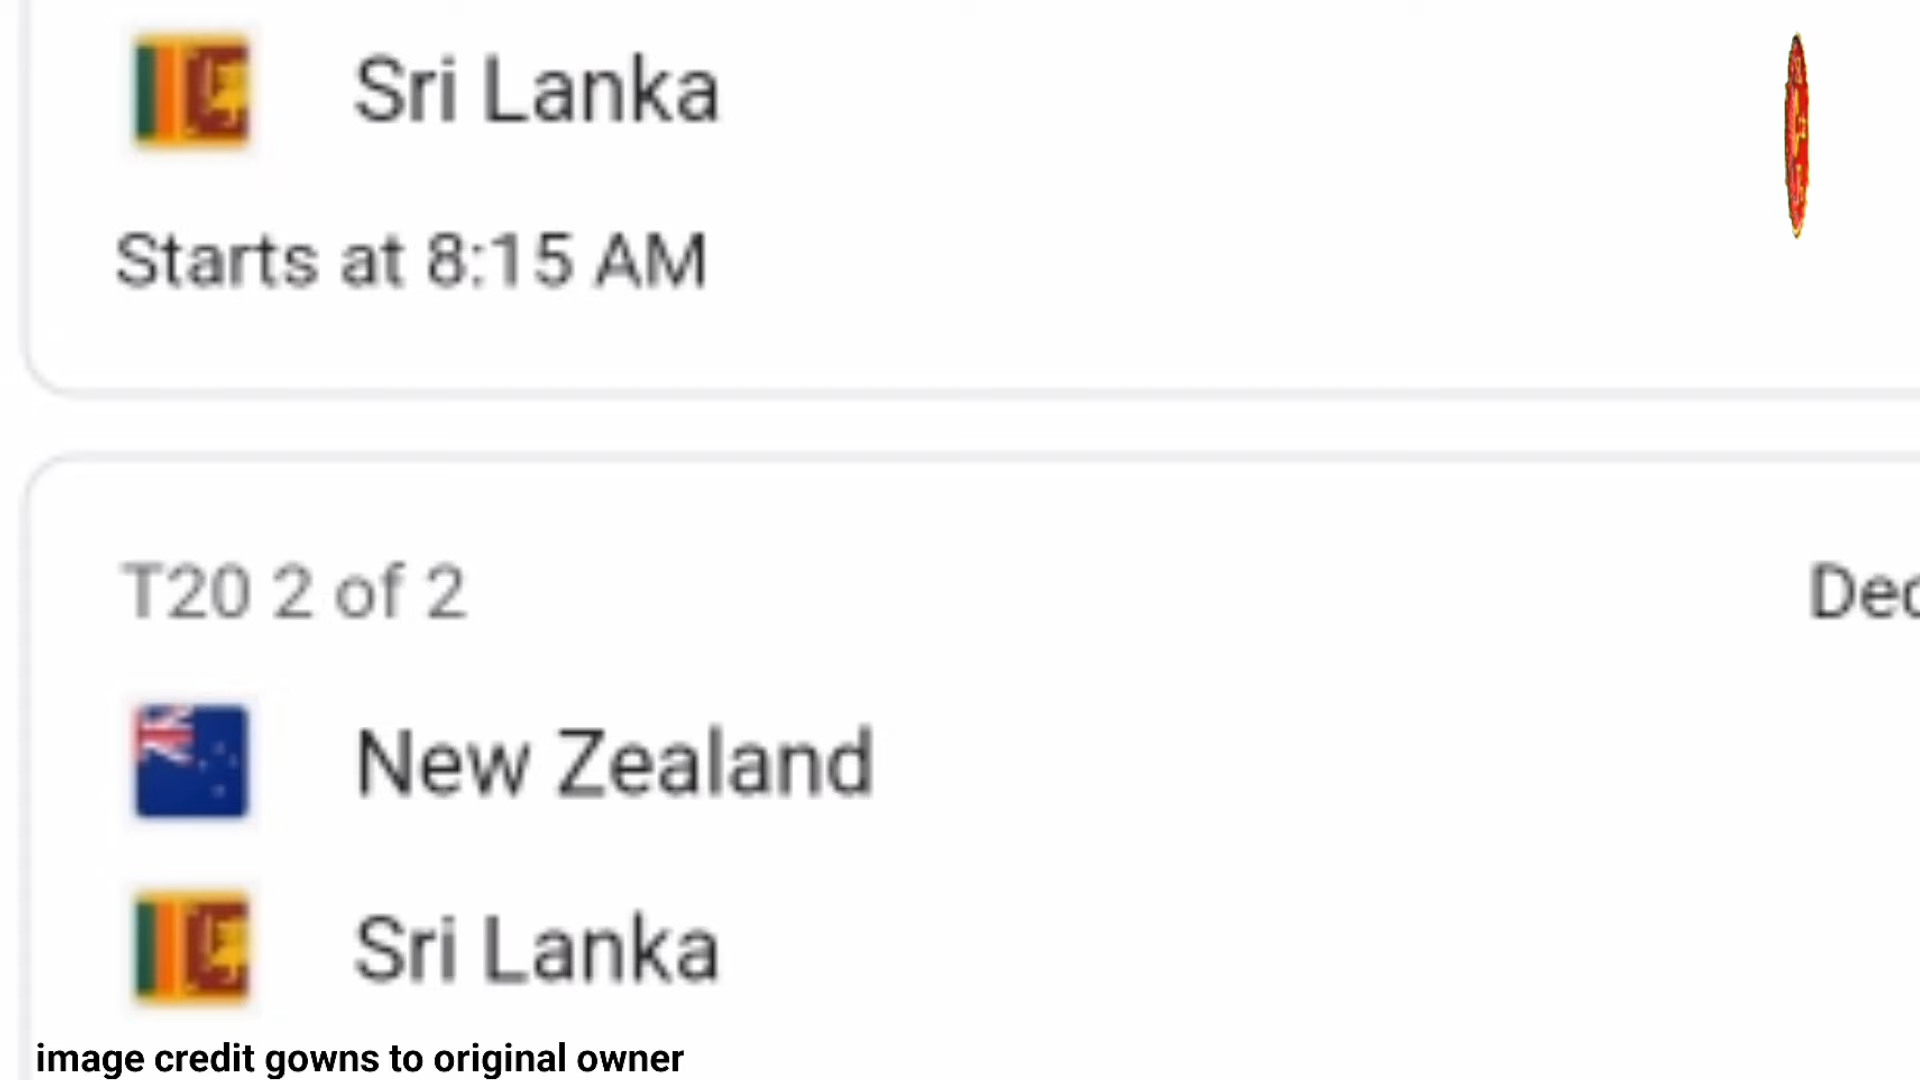 Sri Lanka
Starts at 8:15 AM
T20 2 of 2
Dec
New Zealand
Sri Lanka
image credit gowns to original owner